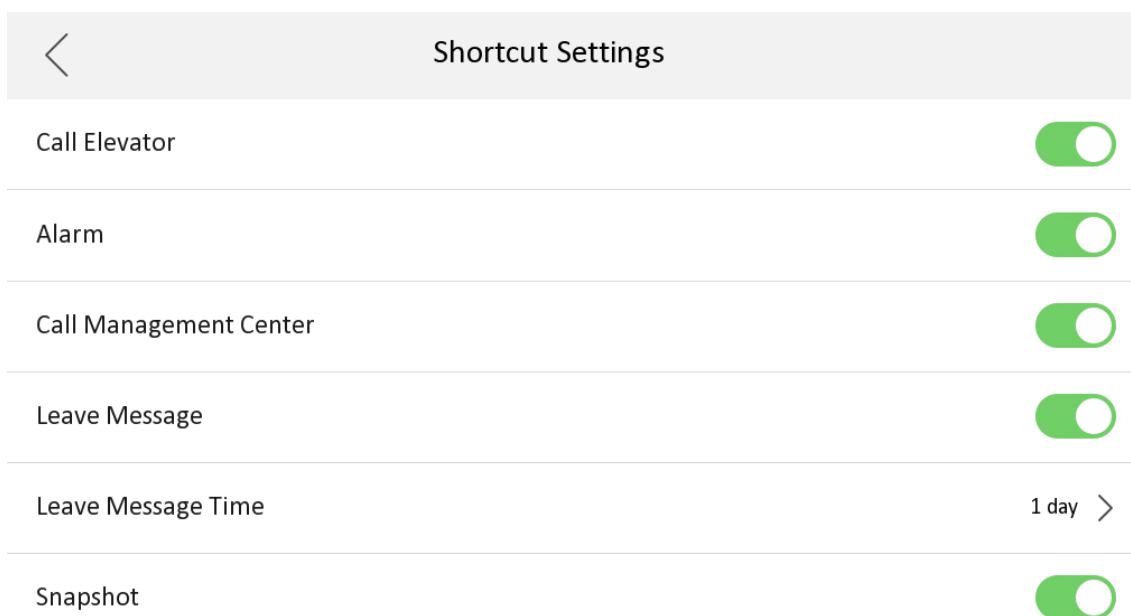 Shortcut Settings
Call Elevator
Alarm
Call Management Center
Leave Message
Leave Message Time 1 day
Snapshot